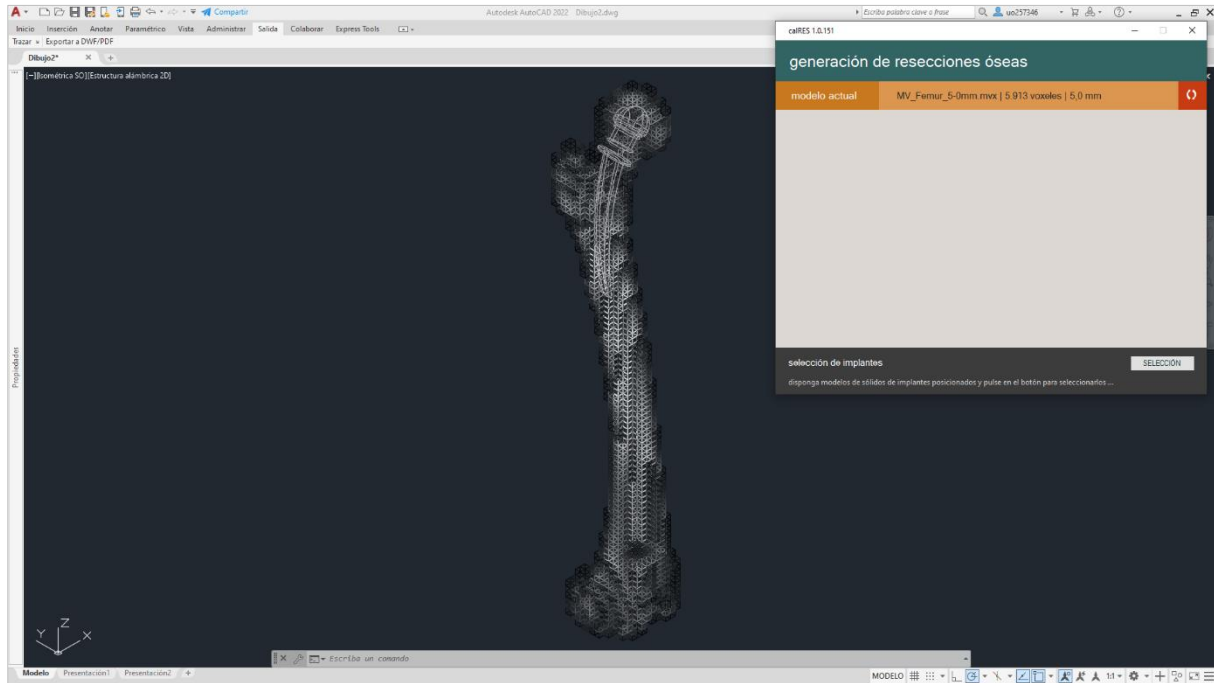 Compartir
Autodesk AutoCAD 2022 Dibujo2.dwg
Escriba palabra clave o frase
uo257346
Inicio Inserción Anotar Paramétrico Vista Administrar Salida Colaborar Express Tools
Trazar Exportar a DWF/PDF
Dibujo2*
[−][Isométrica SO][Estructura alámbrica 2D]
calRES 1.0.151
generación de resecciones óseas
modelo actual MV_Femur_5-0mm.mvx | 5.913 voxeles | 5,0 mm
selección de implantes
SELECCIÓN
disponga modelos de sólidos de implantes posicionados y pulse en el botón para seleccionarlos ...
Propiedades
Z
Y
X
Escriba un comando
Modelo Presentación1 Presentación2 +
MODELO
1:1